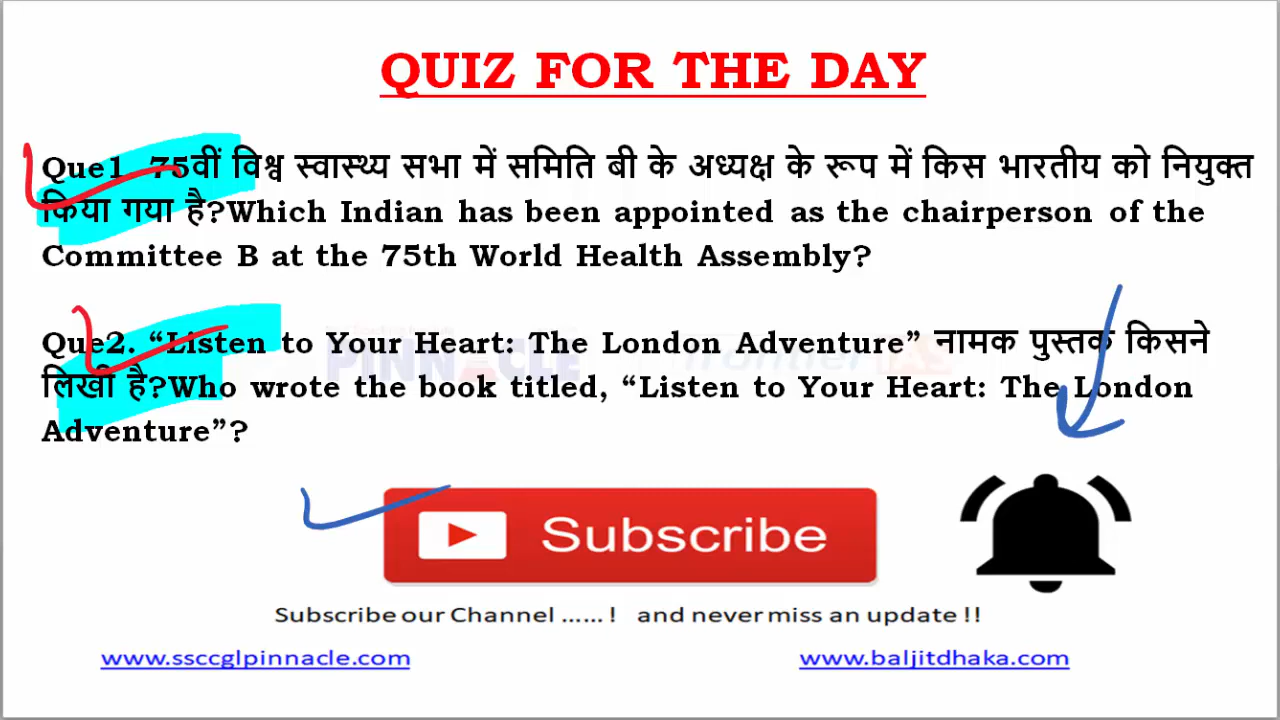 QUIZ FOR THE DAY
Que1. 75वीं विश्व स्वास्थ्य सभा में समिति बी के अध्यक्ष के रूप में किस भारतीय को नियुक्त
किया गया है?Which Indian has been appointed as the chairperson of the
Committee B at the 75th World Health Assembly?
Que2. “Listen to Your Heart: The London Adventure” नामक पुस्तक किसने
लिखी है?Who wrote the book titled, “Listen to Your Heart: The London
Adventure”?
Subscribe
Subscribe our Channel ...... ! and never miss an update !!
www.ssccglpinnacle.com www.baljitdhaka.com